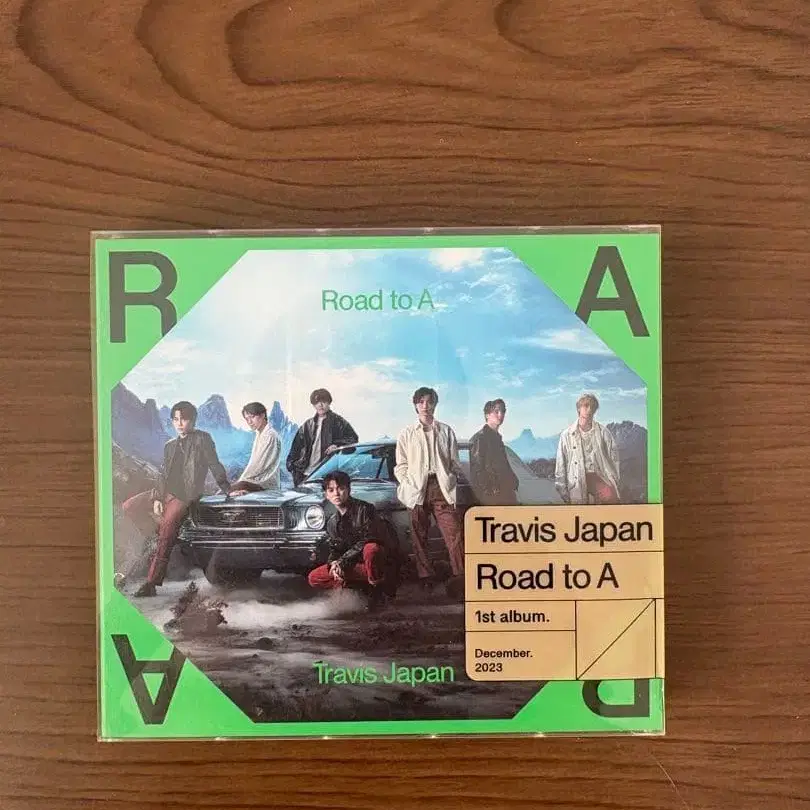 R
A
Road to A
Travis Japan
Road to A
1st album.
December.
2023
Travis Japan
A
R